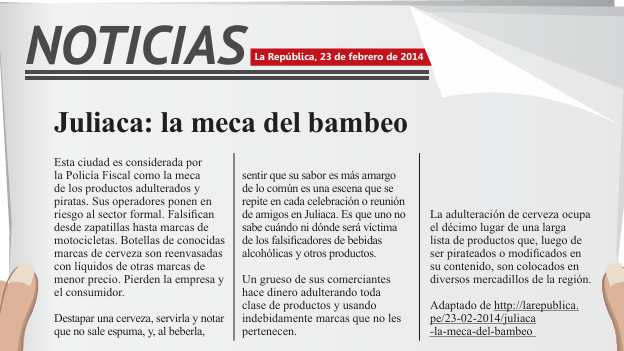 NOTICIAS
La República, 23 de febrero de 2014
Juliaca: la meca del bambeo
Esta ciudad es considerada por
la Policía Fiscal como la meca
de los productos adulterados y
piratas. Sus operadores ponen en
riesgo al sector formal. Falsifican
desde zapatillas hasta marcas de
motocicletas. Botellas de conocidas
marcas de cerveza son reenvasadas
con líquidos de otras marcas de
menor precio. Pierden la empresa y
el consumidor.
Destapar una cerveza, servirla y notar
que no sale espuma, y, al beberla,
sentir que su sabor es más amargo
de lo común es una escena que se
repite en cada celebración o reunión
de amigos en Juliaca. Es que uno no
sabe cuándo ni dónde será víctima
de los falsificadores de bebidas
alcohólicas y otros productos.
Un grueso de sus comerciantes
hace dinero adulterando toda
clase de productos y usando
indebidamente marcas que no les
pertenecen.
La adulteración de cerveza ocupa
el décimo lugar de una larga
lista de productos que, luego de
ser pirateados o modificados en
su contenido, son colocados en
diversos mercadillos de la región.
Adaptado de http://larepublica.
pe/23-02-2014/juliaca
-la-meca-del-bambeo